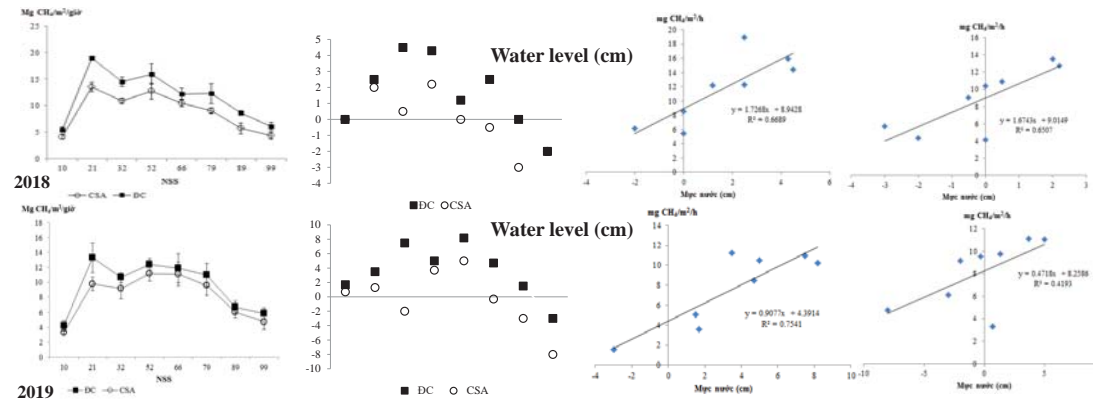 Mg CH₄/m²/giờ
25
20
15
10
5
0
10 21 32 52 66 79 89 99
NSS
2018
CSA ĐC
Water level (cm)
5
4
3
2
1
0
-1
-2
-3
-4
ĐC CSA
mg CH₄/m²/h
20
18
16
14
12
10
8
6
4
2
0
y = 1.7268x + 8.9428
R² = 0.6689
-4 -2 0 2 4 6
Mực nước (cm)
mg CH₄/m²/h
16
14
12
10
8
6
4
2
0
y = 1.6743x + 9.0149
R² = 0.6507
-4 -3 -2 -1 0 1 2 3
Mực nước (cm)
Mg CH₄/m²/giờ
16
14
12
10
8
6
4
2
0
10 21 32 52 66 79 89 99
NSS
2019
ĐC CSA
Water level (cm)
10
8
6
4
2
0
-2
-4
-6
-8
-10
ĐC CSA
mg CH₄/m²/h
14
12
10
8
6
4
2
0
y = 0.9077x + 4.3914
R² = 0.7541
-4 -2 0 2 4 6 8 10
Mực nước (cm)
mg CH₄/m²/h
12
10
8
6
4
2
0
y = 0.4718x + 8.2586
R² = 0.4193
-10 -5 0 5 10
Mực nước (cm)